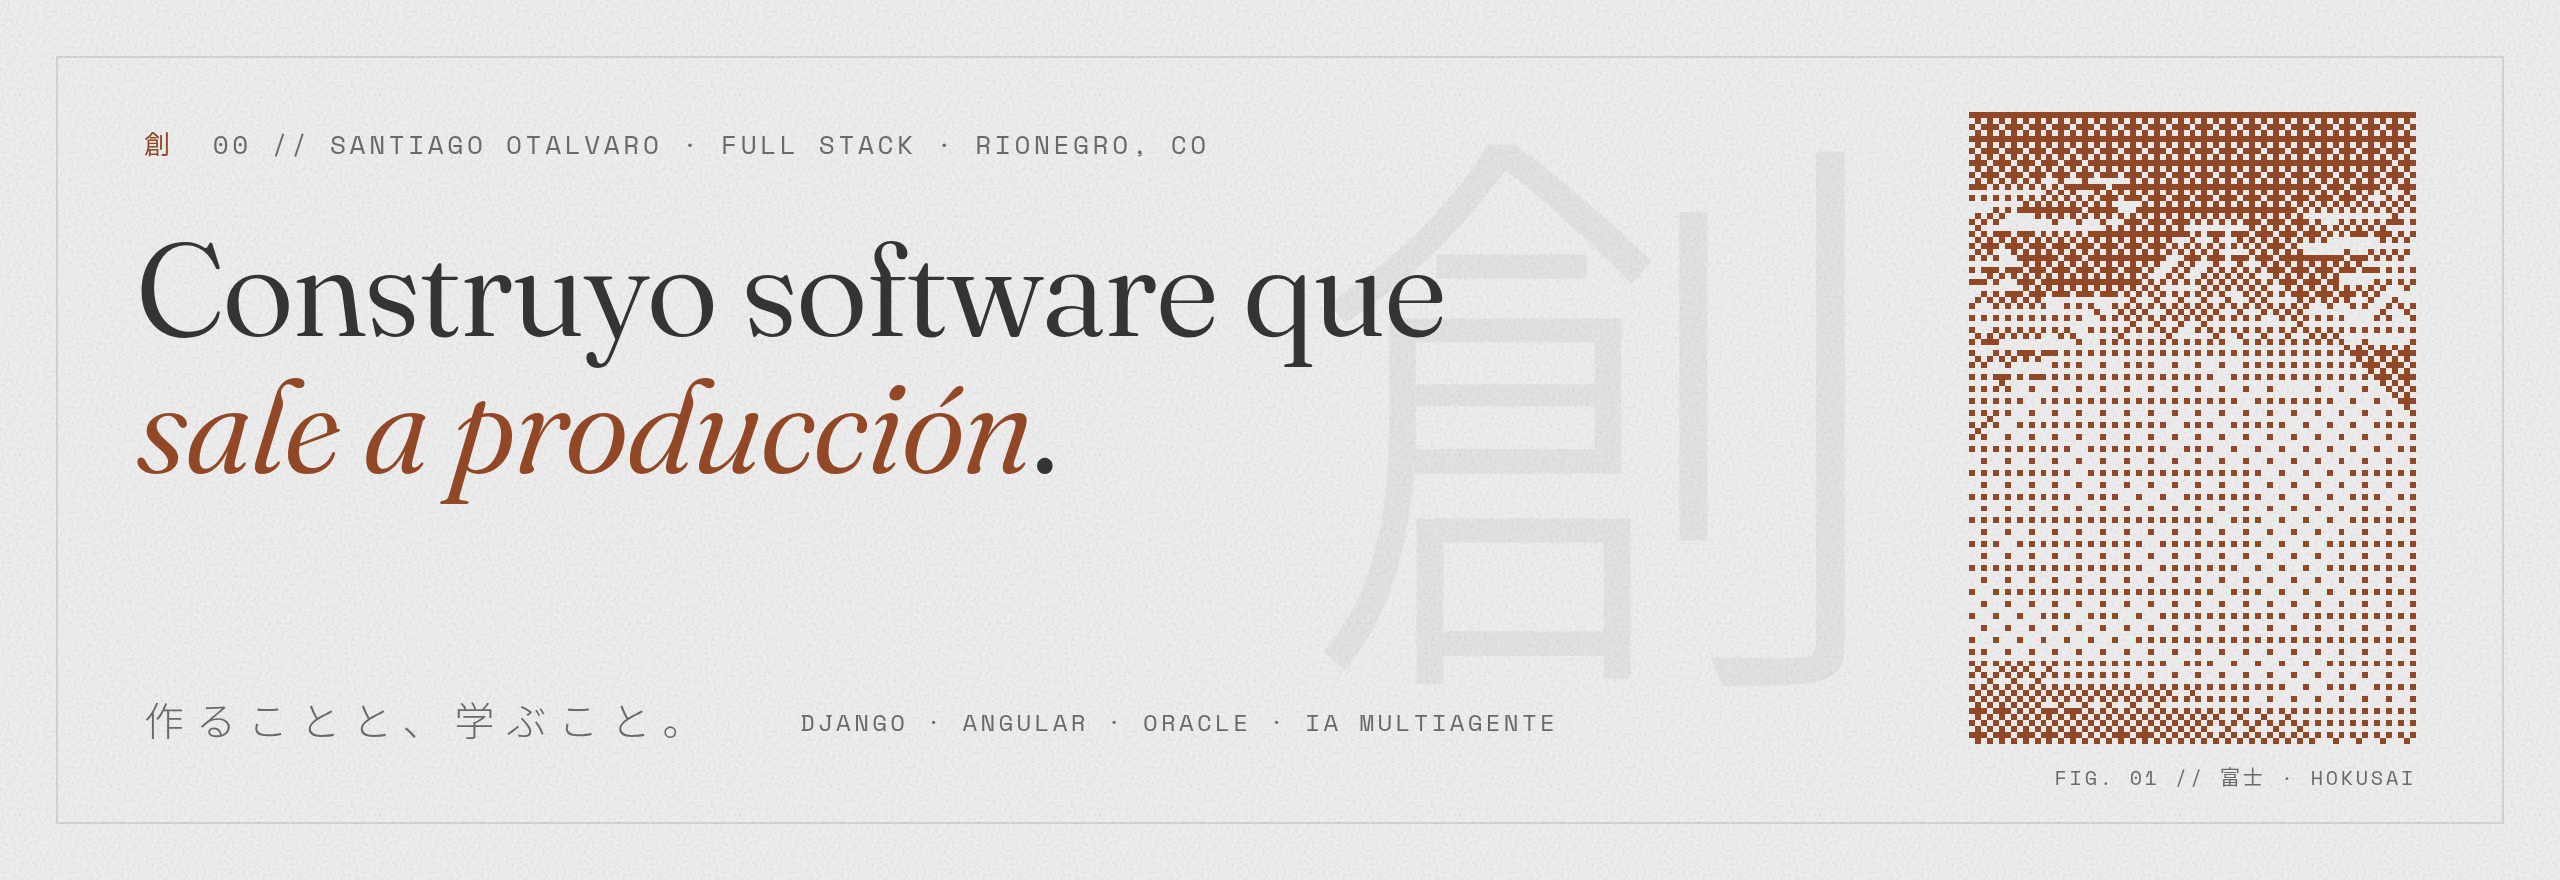 創 00 // SANTIAGO OTALVARO · FULL STACK · RIONEGRO, CO
Construyo software que
sale a producción.
創
作ることと、学ぶこと。
DJANGO · ANGULAR · ORACLE · IA MULTIAGENTE
FIG. 01 // 富士 · HOKUSAI